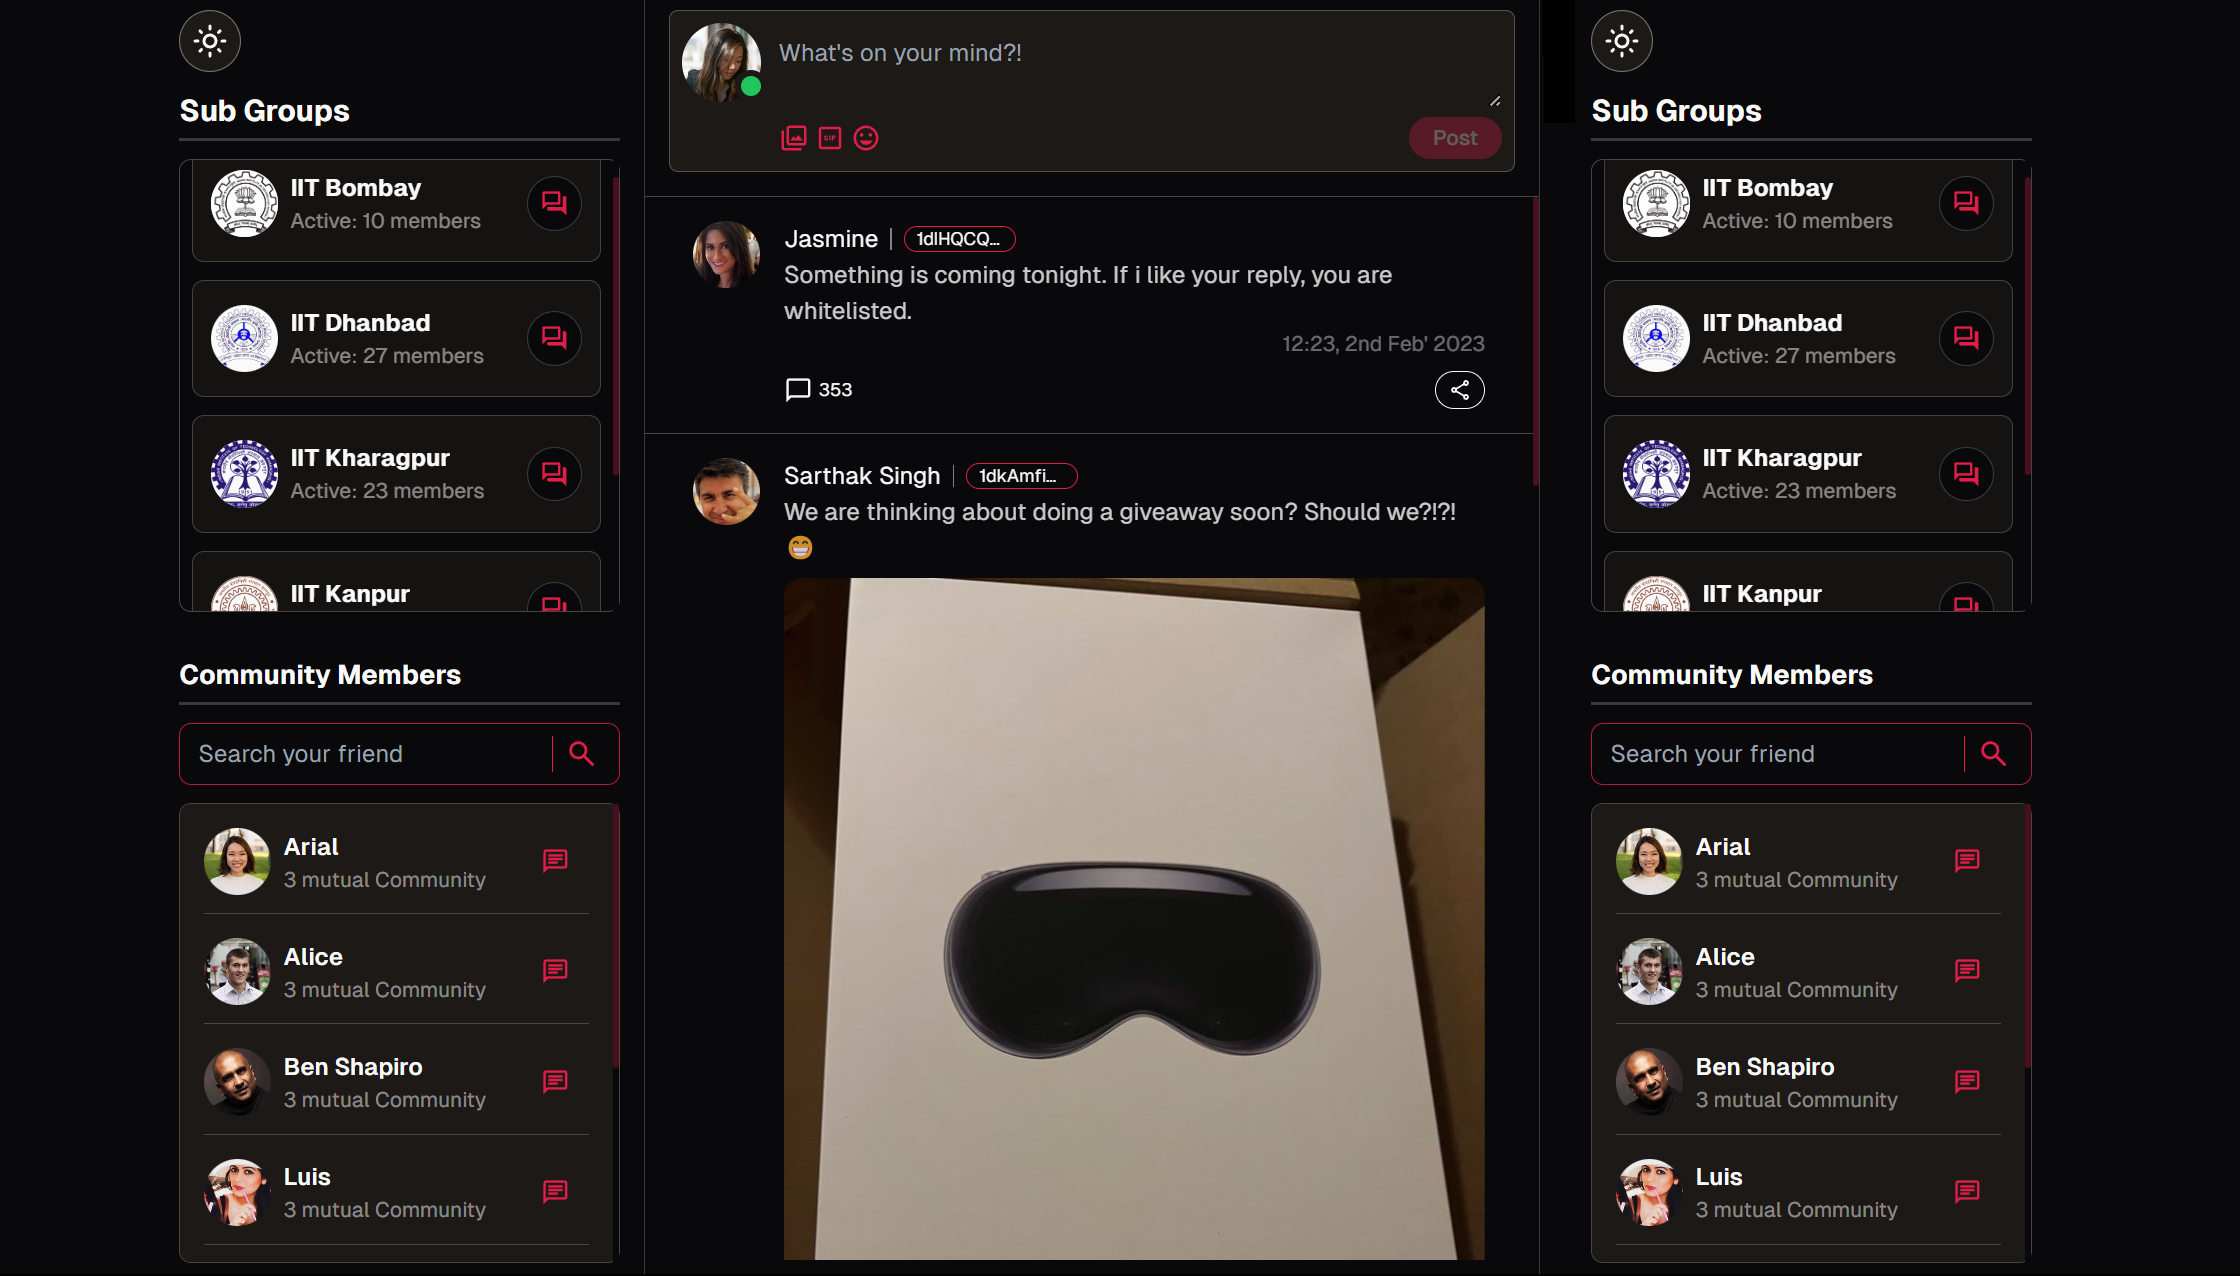 Sub Groups
IIT Bombay
Active: 10 members
IIT Dhanbad
Active: 27 members
IIT Kharagpur
Active: 23 members
IIT Kanpur
Community Members
Search your friend
Arial
3 mutual Community
Alice
3 mutual Community
Ben Shapiro
3 mutual Community
Luis
3 mutual Community
What's on your mind?!
GIF
Post
Jasmine | 1dlHQCQ...
Something is coming tonight. If i like your reply, you are
whitelisted.
12:23, 2nd Feb' 2023
353
Sarthak Singh | 1dkAmfi...
We are thinking about doing a giveaway soon? Should we?!?!
😁
Sub Groups
IIT Bombay
Active: 10 members
IIT Dhanbad
Active: 27 members
IIT Kharagpur
Active: 23 members
IIT Kanpur
Community Members
Search your friend
Arial
3 mutual Community
Alice
3 mutual Community
Ben Shapiro
3 mutual Community
Luis
3 mutual Community